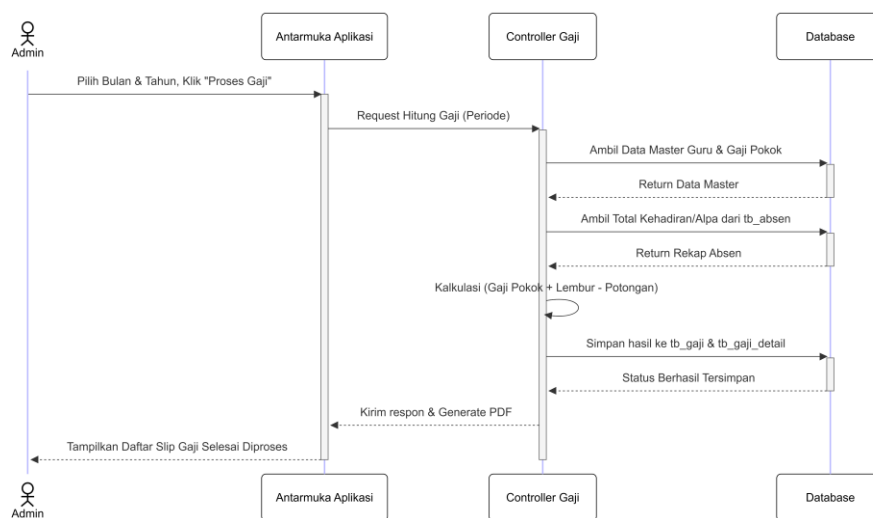 Admin
Antarmuka Aplikasi
Controller Gaji
Database
Pilih Bulan & Tahun, Klik "Proses Gaji"
Request Hitung Gaji (Periode)
Ambil Data Master Guru & Gaji Pokok
Return Data Master
Ambil Total Kehadiran/Alpa dari tb_absen
Return Rekap Absen
Kalkulasi (Gaji Pokok + Lembur - Potongan)
Simpan hasil ke tb_gaji & tb_gaji_detail
Status Berhasil Tersimpan
Kirim respon & Generate PDF
Tampilkan Daftar Slip Gaji Selesai Diproses
Admin
Antarmuka Aplikasi
Controller Gaji
Database